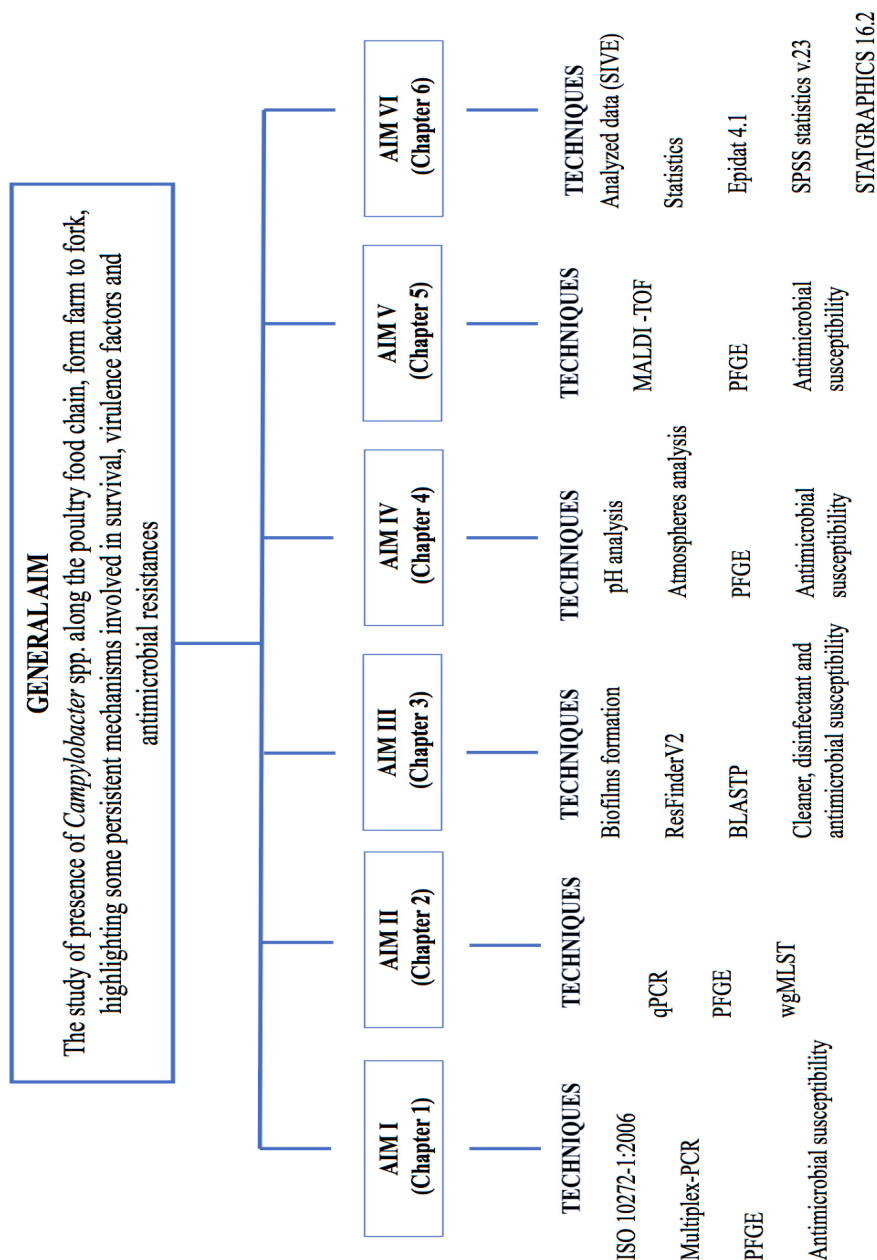 GENERAL AIM
The study of presence of Campylobacter spp. along the poultry food chain, form farm to fork,
highlighting some persistent mechanisms involved in survival, virulence factors and
antimicrobial resistances
AIM I
(Chapter 1)
TECHNIQUES
ISO 10272-1:2006
Multiplex-PCR
PFGE
Antimicrobial susceptibility
AIM II
(Chapter 2)
TECHNIQUES
qPCR
PFGE
wgMLST
AIM III
(Chapter 3)
TECHNIQUES
Biofilms formation
ResFinderV2
BLASTP
Cleaner, disinfectant and
antimicrobial susceptibility
AIM IV
(Chapter 4)
TECHNIQUES
pH analysis
Atmospheres analysis
PFGE
Antimicrobial
susceptibility
AIM V
(Chapter 5)
TECHNIQUES
MALDI -TOF
PFGE
Antimicrobial
susceptibility
AIM VI
(Chapter 6)
TECHNIQUES
Analyzed data (SIVE)
Statistics
Epidat 4.1
SPSS statistics v.23
STATGRAPHICS 16.2